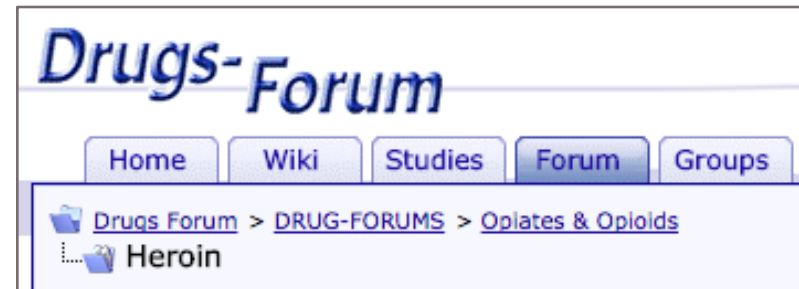 Drugs-Forum
Home Wiki Studies Forum Groups
Drugs Forum > DRUG-FORUMS > Opiates & Opioids
Heroin